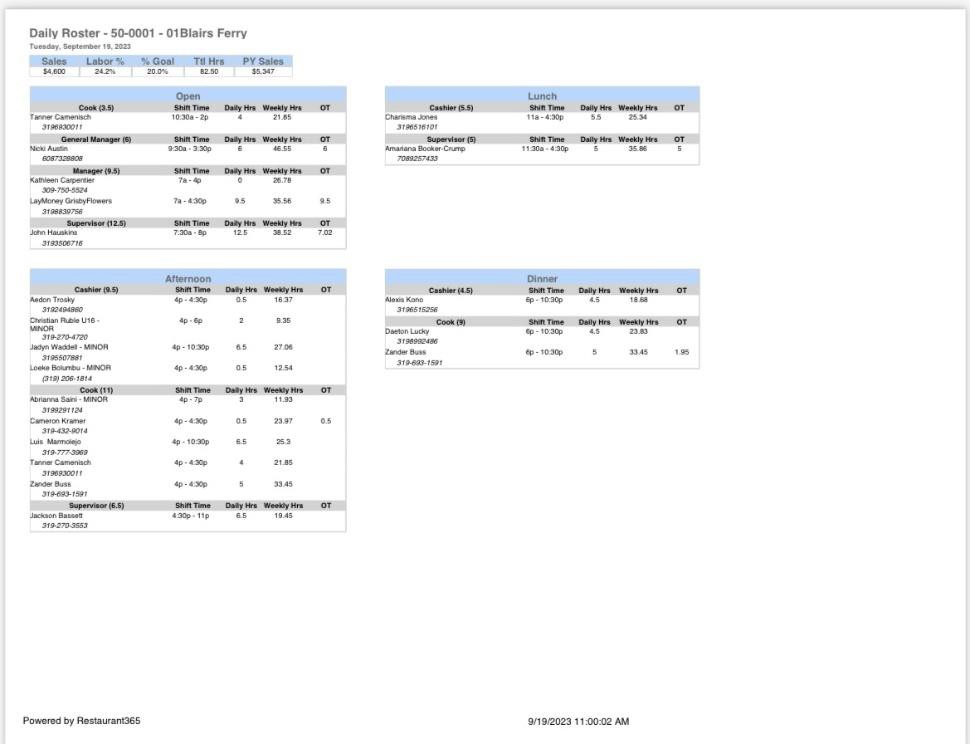 Daily Roster - 50-0001 - 01Blairs Ferry
Tuesday, September 19, 2023
Sales Labor % % Goal Ttl Hrs PY Sales
$4,600 24.2% 20.0% 82.50 $5,347
Open
Cook (3.5) Shift Time Daily Hrs Weekly Hrs OT
Tanner Camenisch 10:30a - 2p 4 21.85
3196930011
General Manager (6) Shift Time Daily Hrs Weekly Hrs OT
Nicki Austin 9:30a - 3:30p 6 46.55 6
6087328808
Manager (9.5) Shift Time Daily Hrs Weekly Hrs OT
Kathleen Carpentier 7a - 4p 0 26.78
309-750-5524
LayMoney GrisbyFlowers 7a - 4:30p 9.5 35.56 9.5
3198839756
Supervisor (12.5) Shift Time Daily Hrs Weekly Hrs OT
John Hauskins 7:30a - 8p 12.5 38.52 7.02
3193506716
Lunch
Cashier (5.5) Shift Time Daily Hrs Weekly Hrs OT
Charisma Jones 11a - 4:30p 5.5 25.34
3196516101
Supervisor (5) Shift Time Daily Hrs Weekly Hrs OT
Amariana Booker-Crump 11:30a - 4:30p 5 35.86 5
7089257433
Afternoon
Cashier (9.5) Shift Time Daily Hrs Weekly Hrs OT
Aedon Trosky 4p - 4:30p 0.5 16.37
3192494860
Christian Ruble U16 - 4p - 6p 2 9.35
MINOR
319-270-4720
Jadyn Waddell - MINOR 4p - 10:30p 6.5 27.06
3195507881
Loeke Bolumbu - MINOR 4p - 4:30p 0.5 12.54
(319) 206-1814
Cook (11) Shift Time Daily Hrs Weekly Hrs OT
Abrianna Saini - MINOR 4p - 7p 3 11.93
3199291124
Cameron Kramer 4p - 4:30p 0.5 23.97 0.5
319-432-9014
Luis Marmolejo 4p - 10:30p 6.5 25.3
319-777-3969
Tanner Camenisch 4p - 4:30p 4 21.85
3196930011
Zander Buss 4p - 4:30p 5 33.45
319-693-1591
Supervisor (6.5) Shift Time Daily Hrs Weekly Hrs OT
Jackson Bassett 4:30p - 11p 6.5 19.45
319-270-3553
Dinner
Cashier (4.5) Shift Time Daily Hrs Weekly Hrs OT
Alexis Kono 6p - 10:30p 4.5 18.68
3196515256
Cook (9) Shift Time Daily Hrs Weekly Hrs OT
Daeton Lucky 6p - 10:30p 4.5 23.83
3198992486
Zander Buss 6p - 10:30p 5 33.45 1.95
319-693-1591
Powered by Restaurant365 9/19/2023 11:00:02 AM